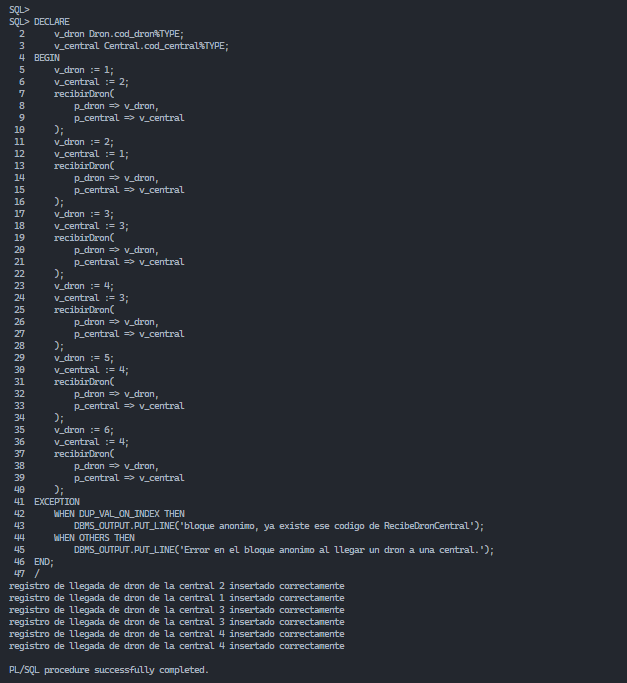 SQL>
SQL> DECLARE
  2      v_dron Dron.cod_dron%TYPE;
  3      v_central Central.cod_central%TYPE;
  4  BEGIN
  5      v_dron := 1;
  6      v_central := 2;
  7      recibirDron(
  8          p_dron => v_dron,
  9          p_central => v_central
 10      );
 11      v_dron := 2;
 12      v_central := 1;
 13      recibirDron(
 14          p_dron => v_dron,
 15          p_central => v_central
 16      );
 17      v_dron := 3;
 18      v_central := 3;
 19      recibirDron(
 20          p_dron => v_dron,
 21          p_central => v_central
 22      );
 23      v_dron := 4;
 24      v_central := 3;
 25      recibirDron(
 26          p_dron => v_dron,
 27          p_central => v_central
 28      );
 29      v_dron := 5;
 30      v_central := 4;
 31      recibirDron(
 32          p_dron => v_dron,
 33          p_central => v_central
 34      );
 35      v_dron := 6;
 36      v_central := 4;
 37      recibirDron(
 38          p_dron => v_dron,
 39          p_central => v_central
 40      );
 41  EXCEPTION
 42      WHEN DUP_VAL_ON_INDEX THEN
 43          DBMS_OUTPUT.PUT_LINE('bloque anonimo, ya existe ese codigo de RecibeDronCentral');
 44      WHEN OTHERS THEN
 45          DBMS_OUTPUT.PUT_LINE('Error en el bloque anonimo al llegar un dron a una central.');
 46  END;
 47  /
registro de llegada de dron de la central 2 insertado correctamente
registro de llegada de dron de la central 1 insertado correctamente
registro de llegada de dron de la central 3 insertado correctamente
registro de llegada de dron de la central 3 insertado correctamente
registro de llegada de dron de la central 4 insertado correctamente
registro de llegada de dron de la central 4 insertado correctamente
PL/SQL procedure successfully completed.